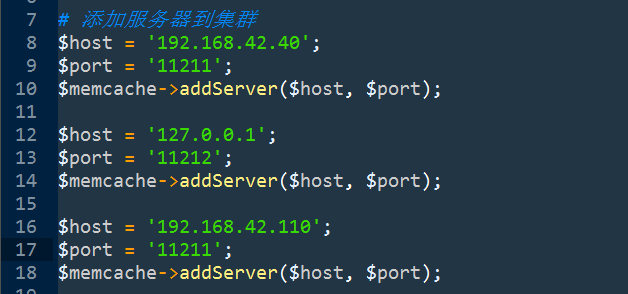 7 # 添加服务器到集群
8 $host = '192.168.42.40';
9 $port = '11211';
10 $memcache->addServer($host, $port);
11
12 $host = '127.0.0.1';
13 $port = '11212';
14 $memcache->addServer($host, $port);
15
16 $host = '192.168.42.110';
17 $port = '11211';
18 $memcache->addServer($host, $port);